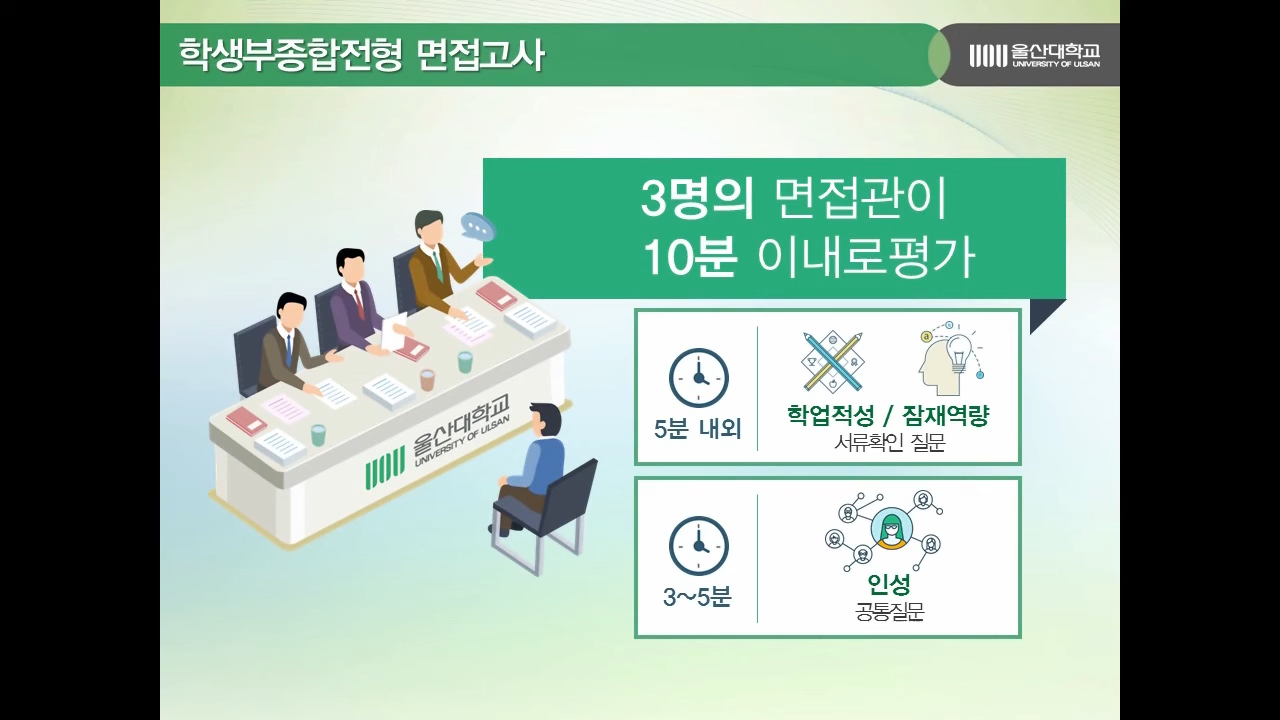 학생부종합전형 면접고사
울산대학교
UNIVERSITY OF ULSAN
3명의 면접관이
10분 이내로평가
5분 내외
학업적성 / 잠재역량
서류확인 질문
울산대학교
UNIVERSITY OF ULSAN
3~5분
인성
공통질문